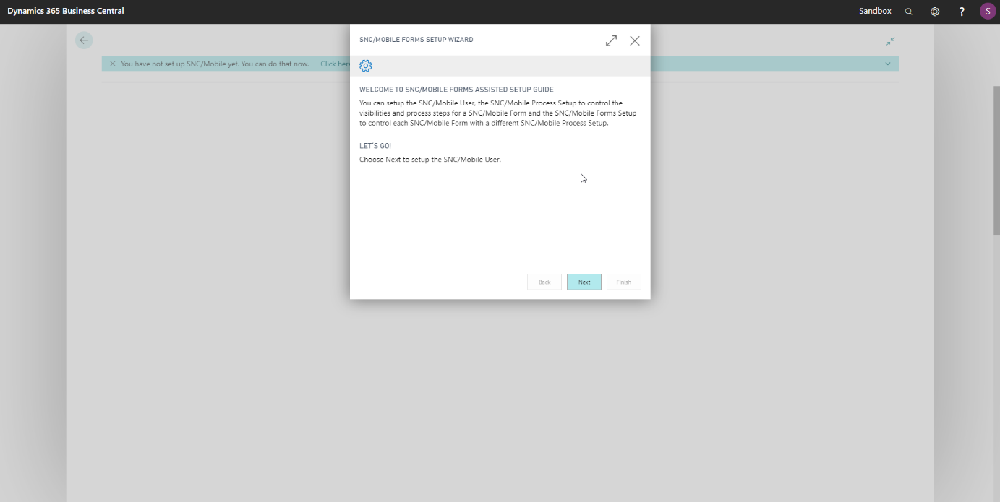 Dynamics 365 Business Central
Sandbox
?
S
SNC/MOBILE FORMS SETUP WIZARD
You have not set up SNC/Mobile yet. You can do that now. Click here
WELCOME TO SNC/MOBILE FORMS ASSISTED SETUP GUIDE
You can setup the SNC/Mobile User, the SNC/Mobile Process Setup to control the
visibilities and process steps for a SNC/Mobile Form and the SNC/Mobile Forms Setup
to control each SNC/Mobile Form with a different SNC/Mobile Process Setup.
LET'S GO!
Choose Next to setup the SNC/Mobile User.
Back
Next
Finish